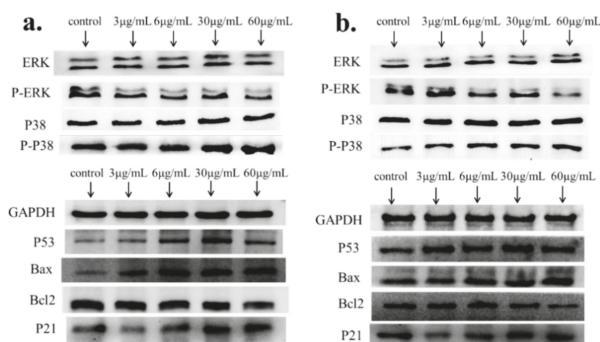 a.
control 3µg/mL 6µg/mL 30µg/mL 60µg/mL
ERK
P-ERK
P38
P-P38
control 3µg/mL 6µg/mL 30µg/mL 60µg/mL
GAPDH
P53
Bax
Bcl2
P21
b.
control 3µg/mL 6µg/mL 30µg/mL 60µg/mL
ERK
P-ERK
P38
P-P38
control 3µg/mL 6µg/mL 30µg/mL 60µg/mL
GAPDH
P53
Bax
Bcl2
P21